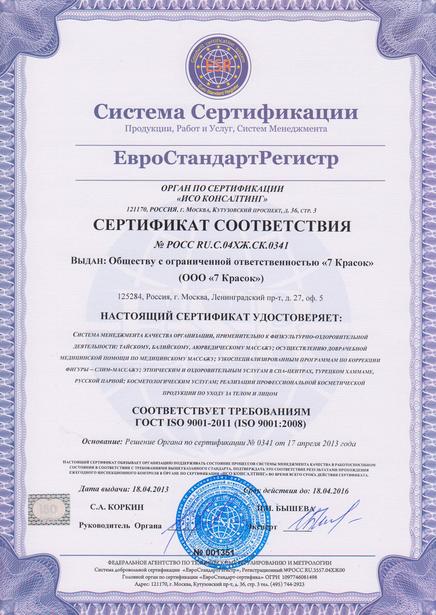 ESR
Система Сертификации
Продукции, Работ и Услуг, Систем Менеджмента
ЕвроСтандартРегистр
ОРГАН ПО СЕРТИФИКАЦИИ
«ИСО КОНСАЛТИНГ»
121170, РОССИЯ, г. Москва, Кутузовский проспект, д. 36, стр. 3
СЕРТИФИКАТ СООТВЕТСТВИЯ
№ РОСС RU.С.04ХЖ.СК.0341
Выдан: Обществу с ограниченной ответственностью «7 Красок»
(ООО «7 Красок»)
125284, Россия, г. Москва, Ленинградский пр-т, д. 27, оф. 5
НАСТОЯЩИЙ СЕРТИФИКАТ УДОСТОВЕРЯЕТ:
Система менеджмента качества организации, применительно к физкультурно-оздоровительной
деятельности: тайскому, балийскому, аюрведическому массажу; осуществлению доврачебной
медицинской помощи по медицинскому массажу; узкоспециализированным программам по коррекции
фигуры – слим-массажу; этническим и оздоровительным услугам в спа-центрах, турецком хаммаме,
русской парной; косметологическим услугам; реализации профессиональной косметической
продукции по уходу за телом и лицом
СООТВЕТСТВУЕТ ТРЕБОВАНИЯМ
ГОСТ ISO 9001-2011 (ISO 9001:2008)
Основание: Решение Органа по сертификации № 0341 от 17 апреля 2013 года
НАСТОЯЩИЙ СЕРТИФИКАТ ОБЯЗЫВАЕТ ОРГАНИЗАЦИЮ ПОДДЕРЖИВАТЬ СОСТОЯНИЕ ПРОЦЕССОВ СИСТЕМЫ МЕНЕДЖМЕНТА КАЧЕСТВА В РАБОТОСПОСОБНОМ
СОСТОЯНИИ В СООТВЕТСТВИИ С ТРЕБОВАНИЯМИ ВЫШЕУКАЗАННОГО СТАНДАРТА, ПОДТВЕРЖДАТЬ ЭТО СООТВЕТСТВИЕ РЕЗУЛЬТАТАМИ ПРОХОЖДЕНИЯ
ЕЖЕГОДНОГО ИНСПЕКЦИОННОГО КОНТРОЛЯ В ОРГАНЕ ПО СЕРТИФИКАЦИИ «ИСО КОНСАЛТИНГ» ВО ВРЕМЯ ВСЕГО СРОКА ДЕЙСТВИЯ СЕРТИФИКАТА.
Дата выдачи: 18.04.2013 Срок действия до: 18.04.2016
С.А. КОРКИН БЫШЕВА
Руководитель Органа Эксперт
ISO
№ 001351
ФЕДЕРАЛЬНОЕ АГЕНТСТВО ПО ТЕХНИЧЕСКОМУ РЕГУЛИРОВАНИЮ И МЕТРОЛОГИИ
Система добровольной сертификации «ЕвроСтандартРегистр», Регистрационный №РОСС RU.З557.04ХЖ00
Головной орган по сертификации «ЕвроСтандарт-сертифика» ОГРН 1097746081498
Адрес: 121170, г. Москва, Кутузовский пр-т, д. 36, стр. 3 тел. (495) 744-2923